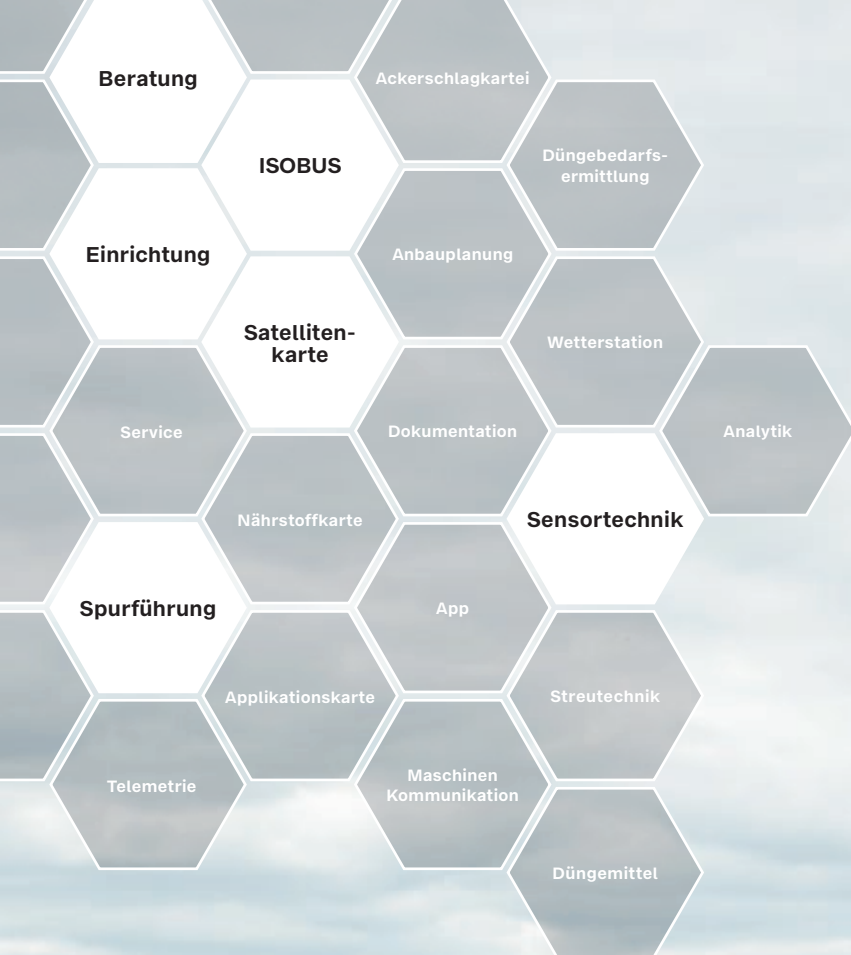 Beratung
Ackerschlagkartei
ISOBUS
Düngebedarfs-
ermittlung
Einrichtung
Anbauplanung
Satelliten-
karte
Wetterstation
Service
Dokumentation
Analytik
Nährstoffkarte
Sensortechnik
Spurführung
App
Applikationskarte
Streutechnik
Telemetrie
Maschinen
Kommunikation
Düngemittel